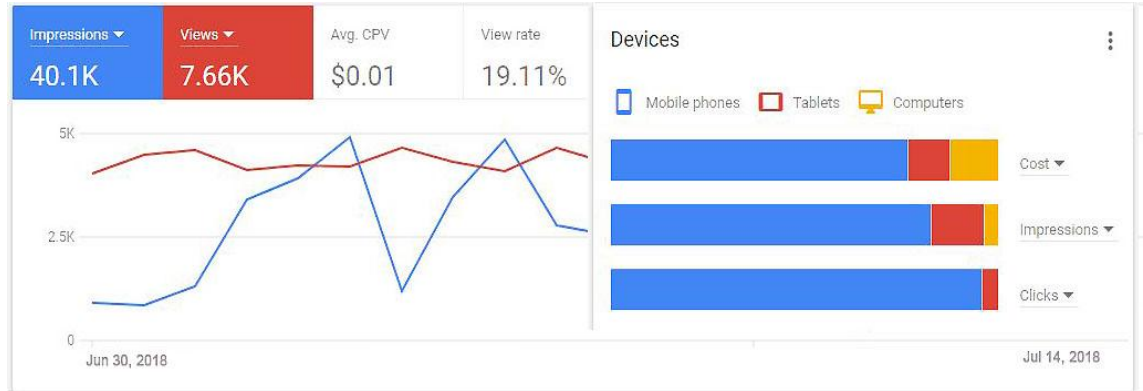 Impressions
40.1K
Views
7.66K
Avg. CPV
$0.01
View rate
19.11%
5K
2.5K
0
Jun 30, 2018
Jul 14, 2018
Devices
Mobile phones
Tablets
Computers
Cost
Impressions
Clicks